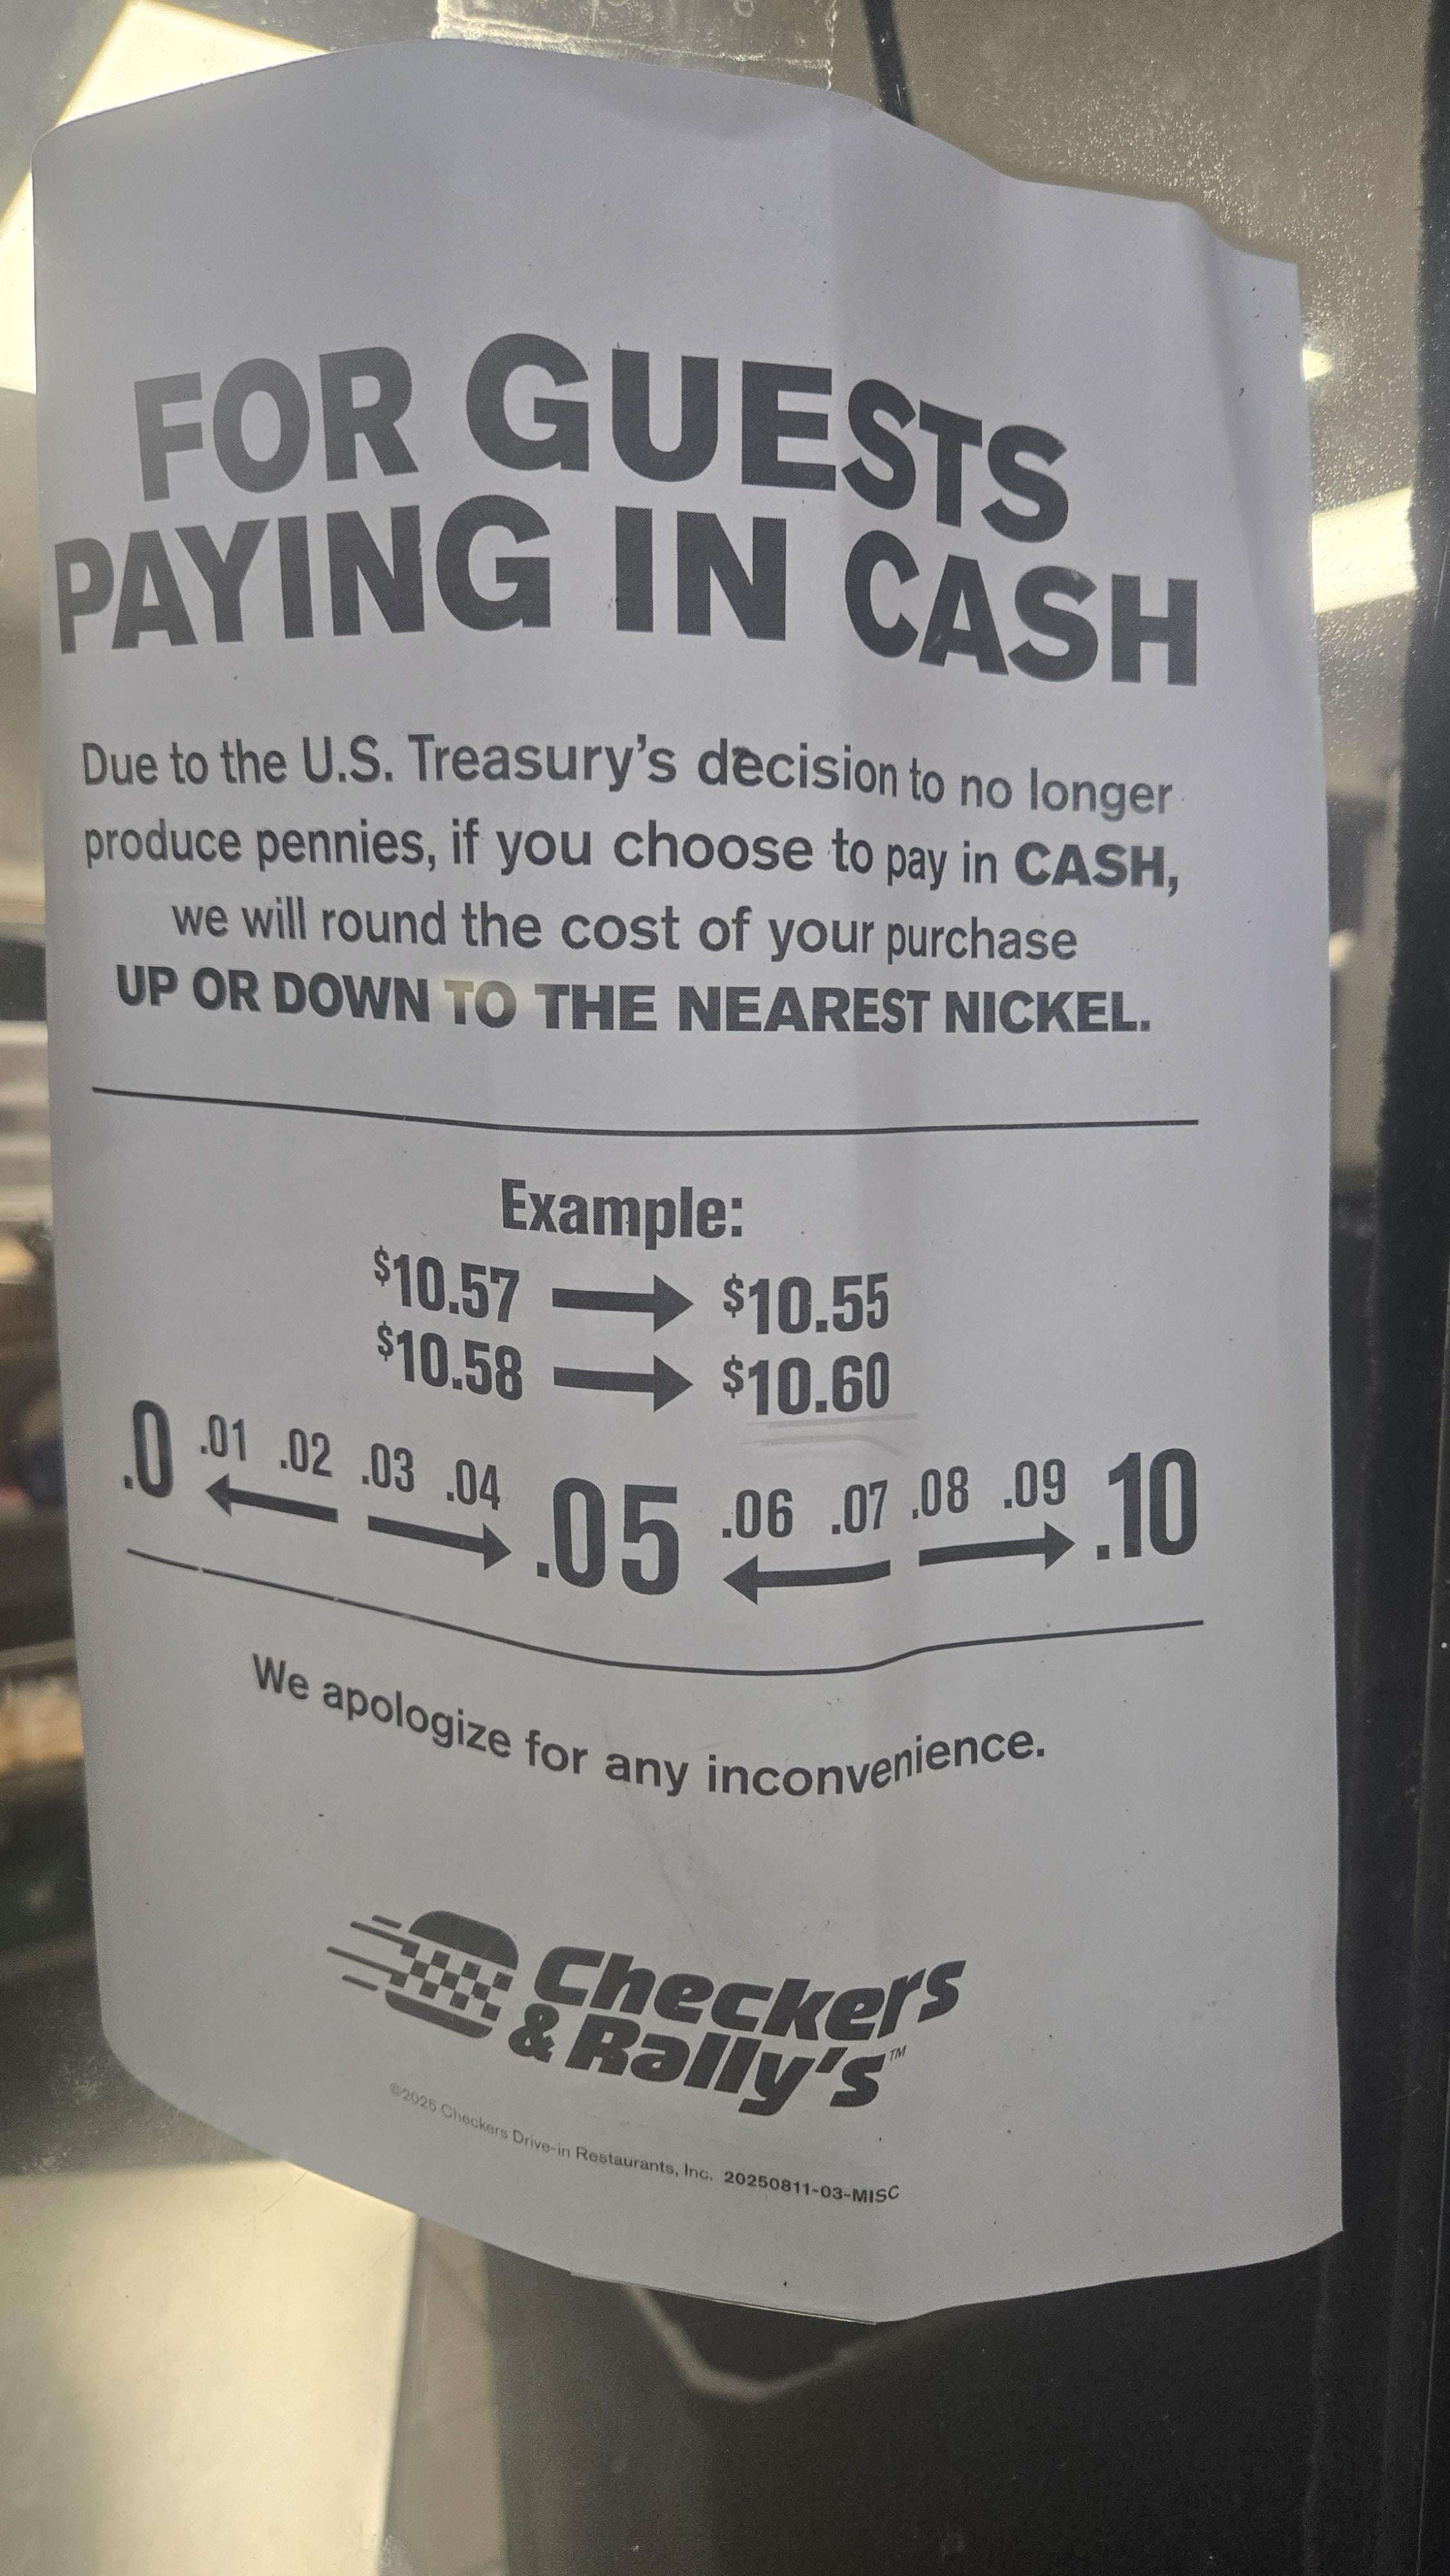 FOR GUESTS
PAYING IN CASH
Due to the U.S. Treasury's decision to no longer
produce pennies, if you choose to pay in CASH,
we will round the cost of your purchase
UP OR DOWN TO THE NEAREST NICKEL.
Example:
$10.57 → $10.55
$10.58 → $10.60
.0 .01 .02 .03 .04 .05 .06 .07 .08 .09 .10
We apologize for any inconvenience.
Checkers
& Rally's™
©2025 Checkers Drive-in Restaurants, Inc. 20250811-03-MISC